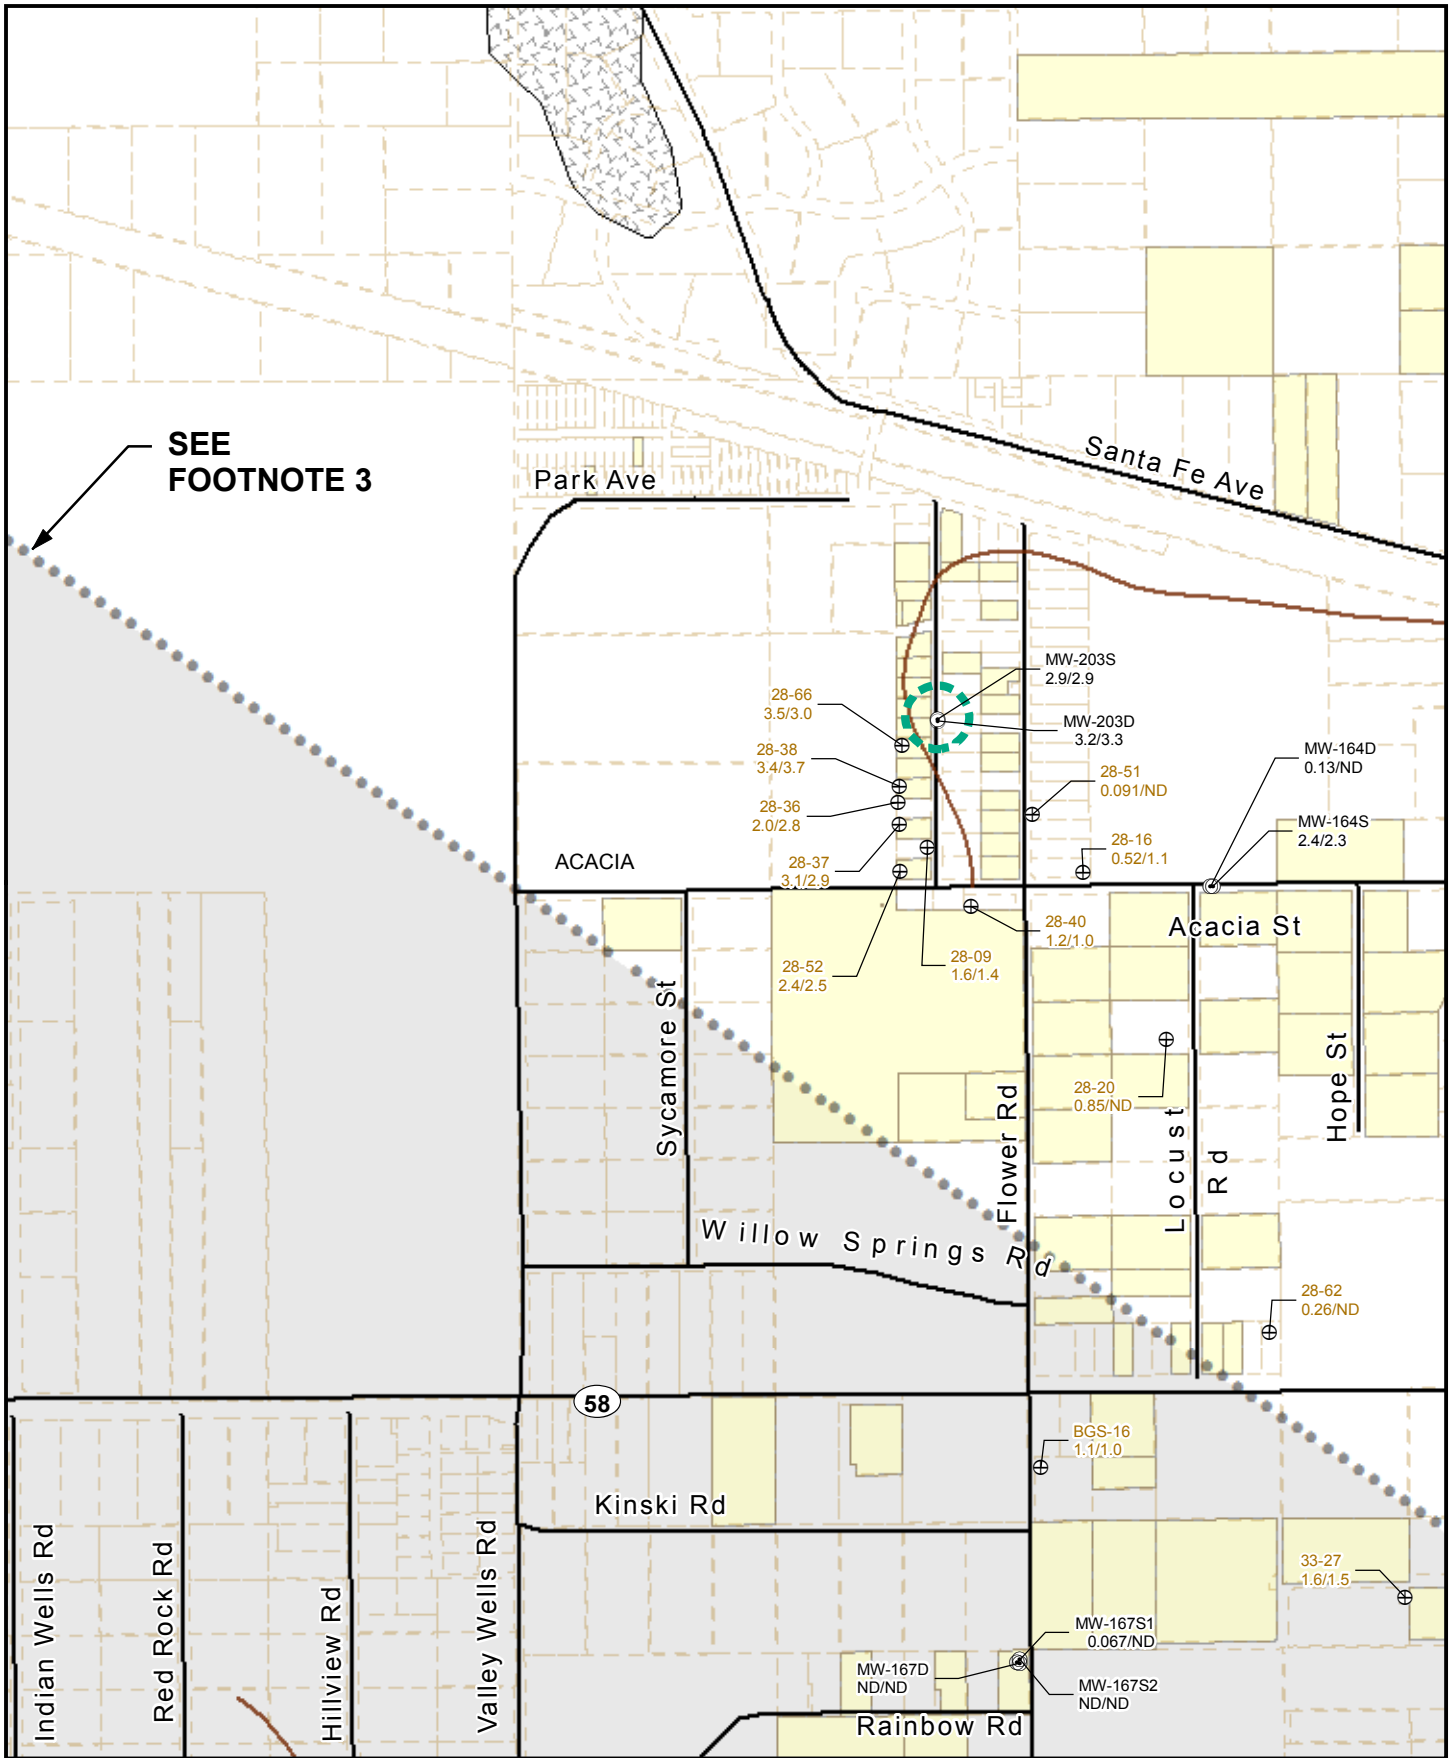 SEE
FOOTNOTE 3
Park Ave
Santa Fe Ave
MW-203S
2.9/2.9
28-66
3.5/3.0
MW-203D
3.2/3.3
28-38
3.4/3.7
MW-164D
0.13/ND
28-51
0.091/ND
28-36
2.0/2.8
MW-164S
2.4/2.3
28-16
0.52/1.1
ACACIA
28-37
3.1/2.9
28-40
1.2/1.0
Acacia St
28-52
2.4/2.5
28-09
1.6/1.4
Sycamore St
28-20
0.85/ND
Flower Rd
Locust
Rd
Hope St
Willow Springs Rd
28-62
0.26/ND
58
BGS-16
1.1/1.0
Kinski Rd
Indian Wells Rd
Red Rock Rd
Hillview Rd
Valley Wells Rd
33-27
1.6/1.5
MW-167S1
0.067/ND
MW-167D
ND/ND
MW-167S2
ND/ND
Rainbow Rd